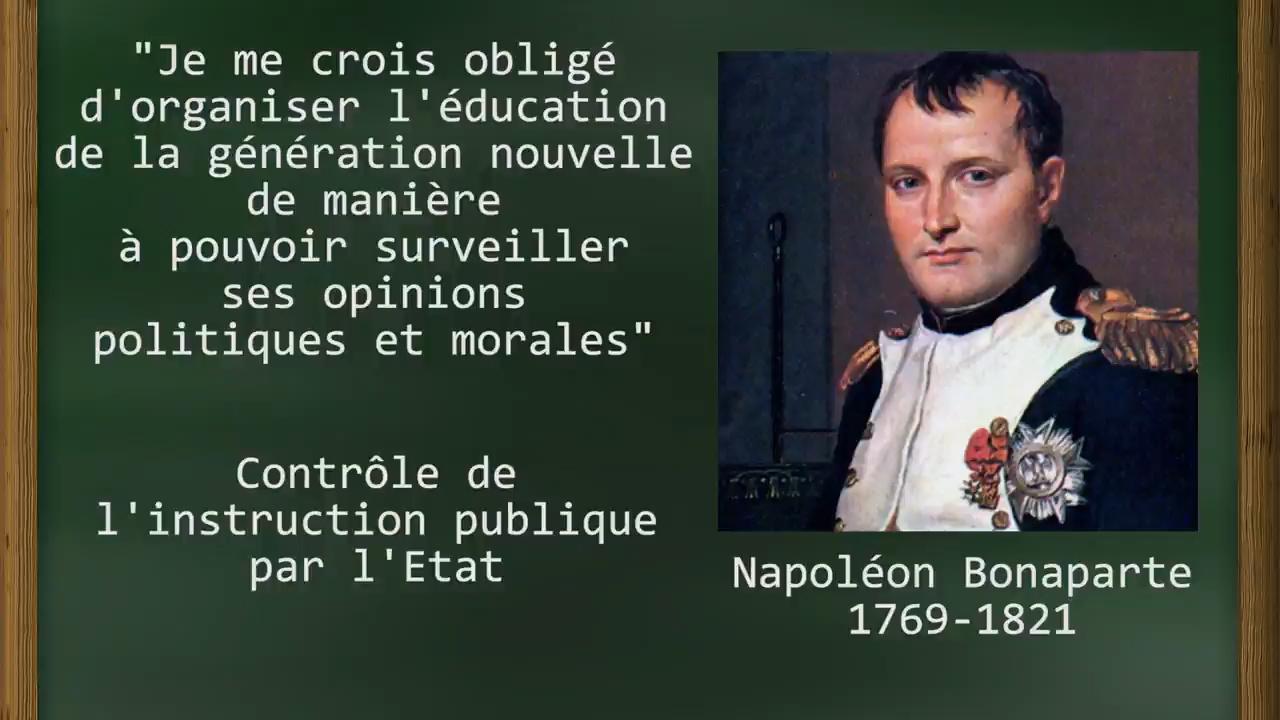 "Je me crois obligé
d'organiser l'éducation
de la génération nouvelle
de manière
à pouvoir surveiller
ses opinions
politiques et morales"
Contrôle de
l'instruction publique
par l'Etat
Napoléon Bonaparte
1769-1821